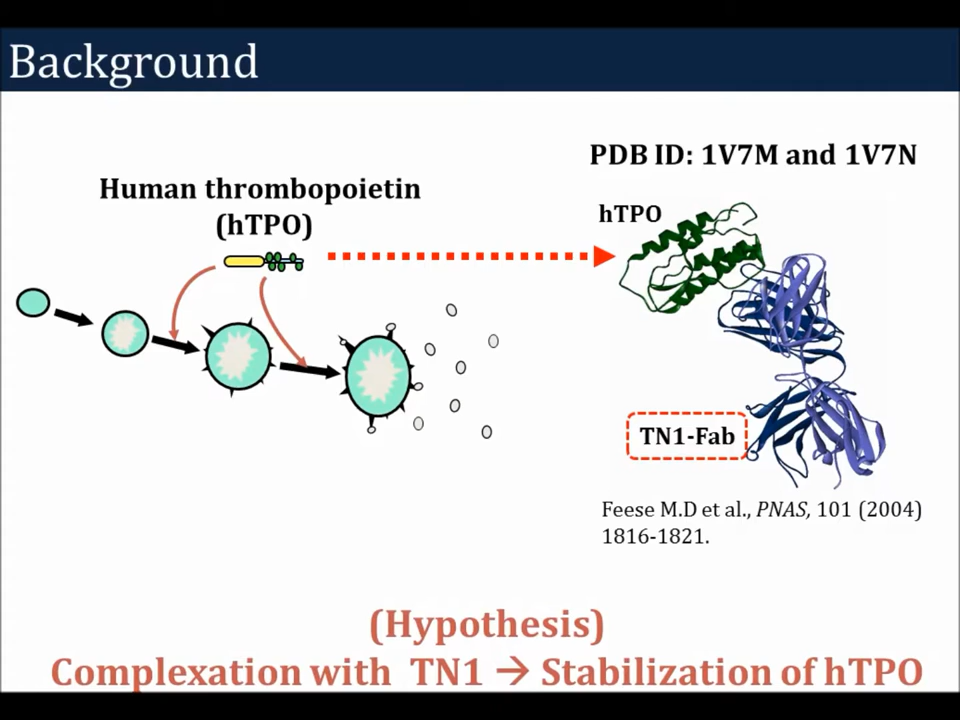 Background
PDB ID: 1V7M and 1V7N
Human thrombopoietin
(hTPO)
hTPO
TN1-Fab
Feese M.D et al., PNAS, 101 (2004)
1816-1821.
(Hypothesis)
Complexation with TN1 → Stabilization of hTPO